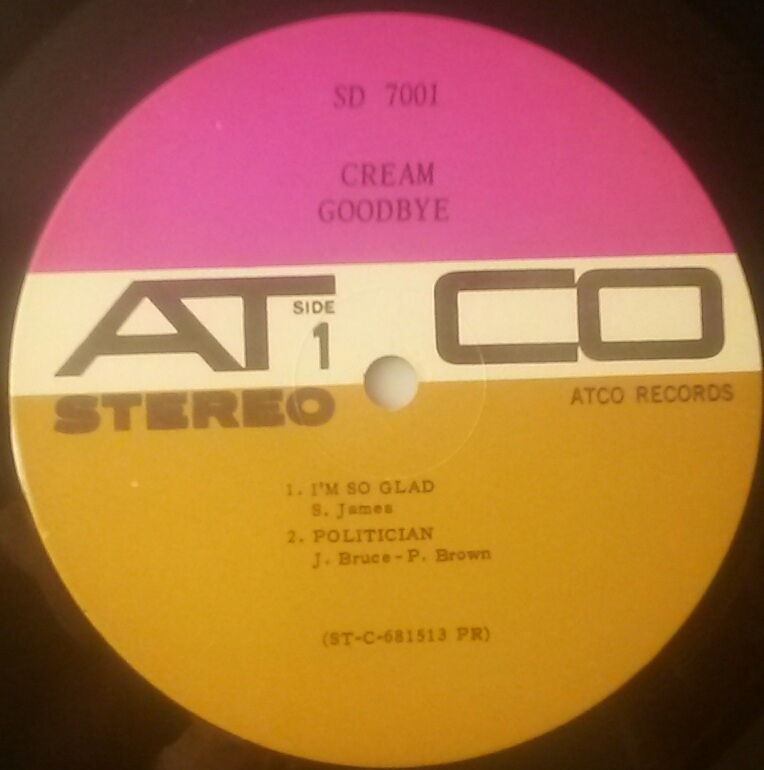 SD 7001
CREAM
GOODBYE
AT CO
SIDE
1
STEREO
ATCO RECORDS
1. I'M SO GLAD
S. James
2. POLITICIAN
J. Bruce-P. Brown
(ST-C-681513 PR)